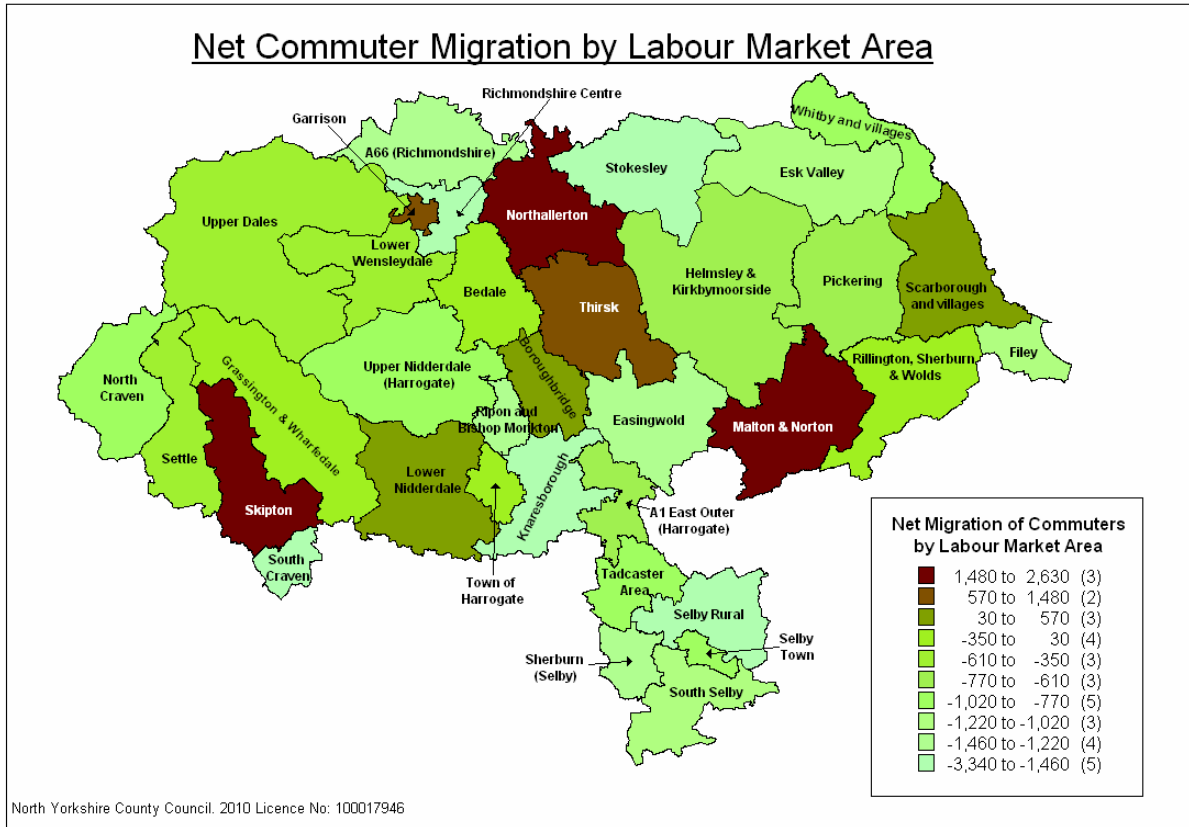 Net Commuter Migration by Labour Market Area
Richmondshire Centre
Garrison
Whitby and villages
A66 (Richmondshire)
Stokesley
Esk Valley
Upper Dales
Northallerton
Lower
Wensleydale
Helmsley &
Kirkbymoorside
Pickering
Scarborough
and villages
Bedale
Thirsk
Boroughbridge
Filey
Rillington, Sherburn
& Wolds
North
Craven
Grassington & Wharfedale
Upper Nidderdale
(Harrogate)
Ripon and
Bishop Monkton
Easingwold
Malton & Norton
Settle
Lower
Nidderdale
Knaresborough
Skipton
A1 East Outer
(Harrogate)
South
Craven
Town of
Harrogate
Tadcaster
Area
Selby Rural
Selby
Town
Sherburn
(Selby)
South Selby
Net Migration of Commuters
by Labour Market Area
1,480 to 2,630 (3)
570 to 1,480 (2)
30 to 570 (3)
-350 to 30 (4)
-610 to -350 (3)
-770 to -610 (3)
-1,020 to -770 (5)
-1,220 to -1,020 (3)
-1,460 to -1,220 (4)
-3,340 to -1,460 (5)
North Yorkshire County Council. 2010 Licence No: 100017946